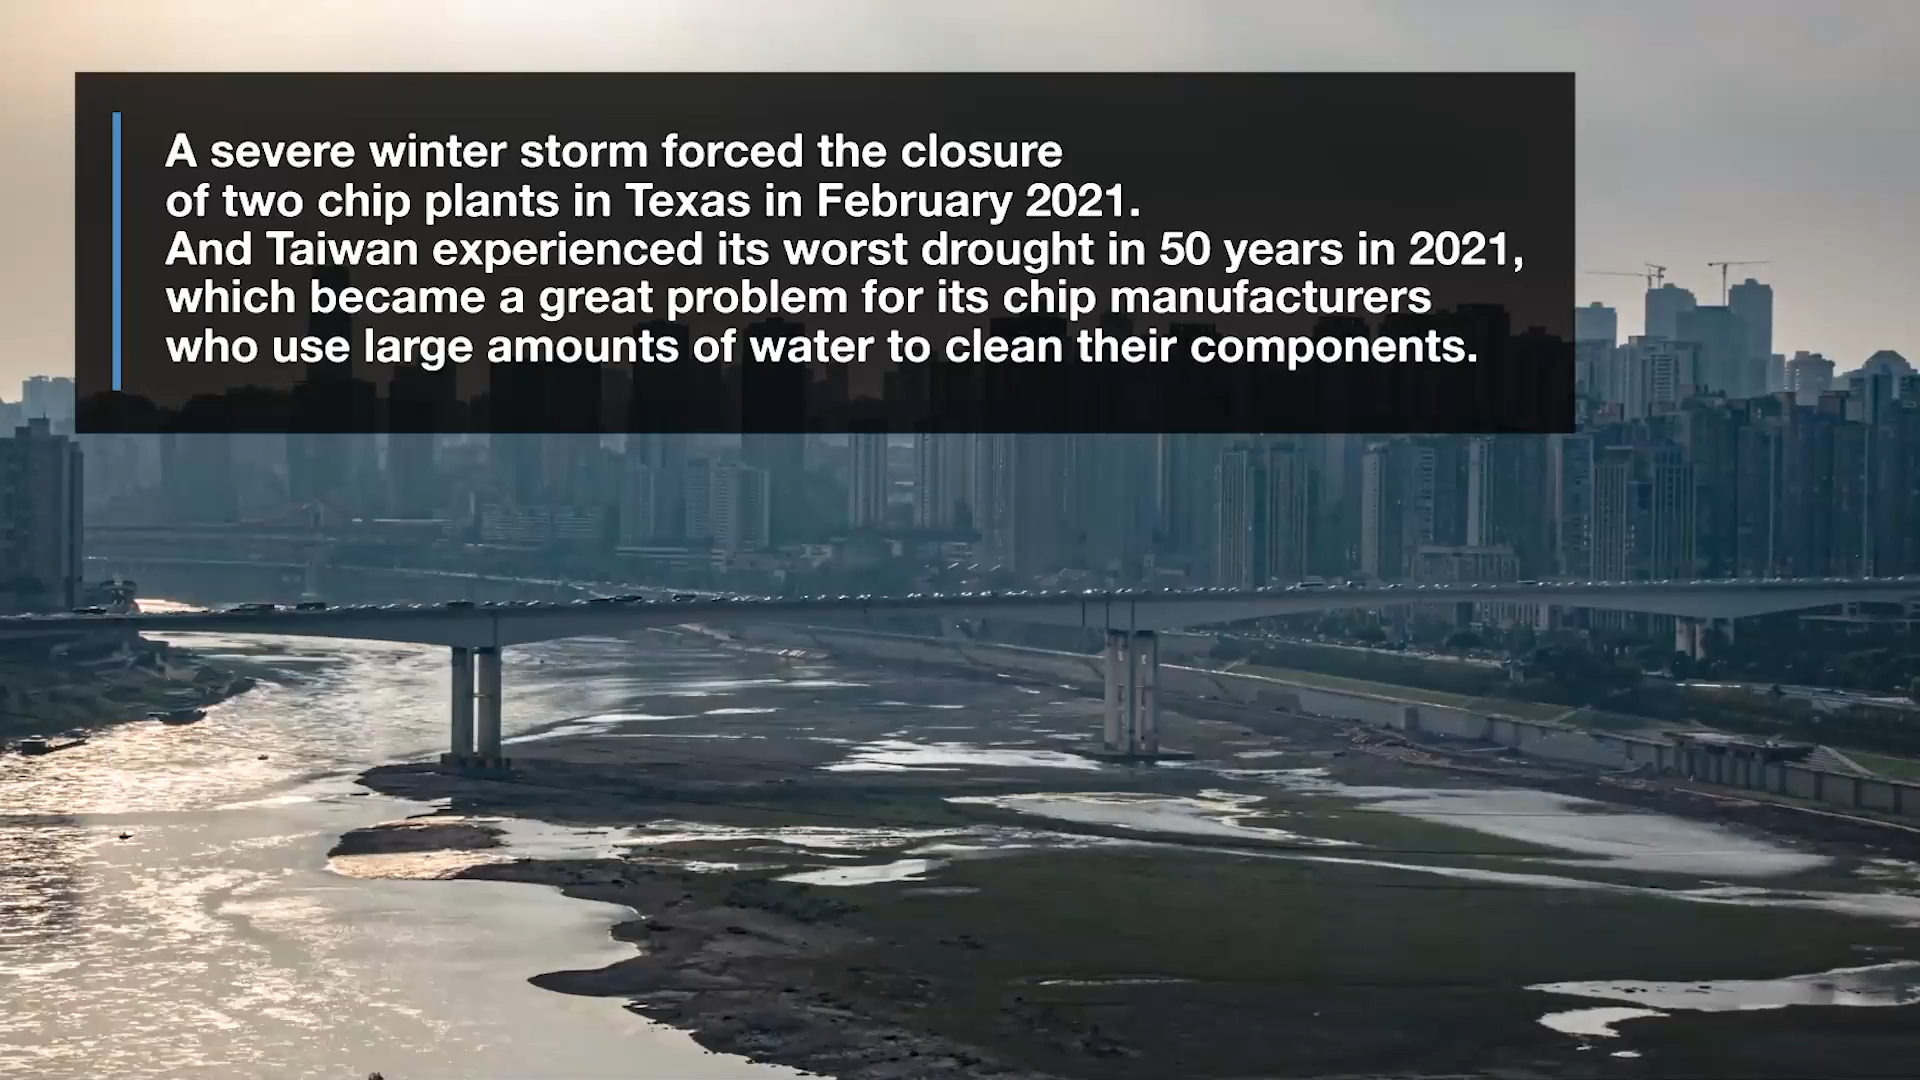 A severe winter storm forced the closure
of two chip plants in Texas in February 2021.
And Taiwan experienced its worst drought in 50 years in 2021,
which became a great problem for its chip manufacturers
who use large amounts of water to clean their components.